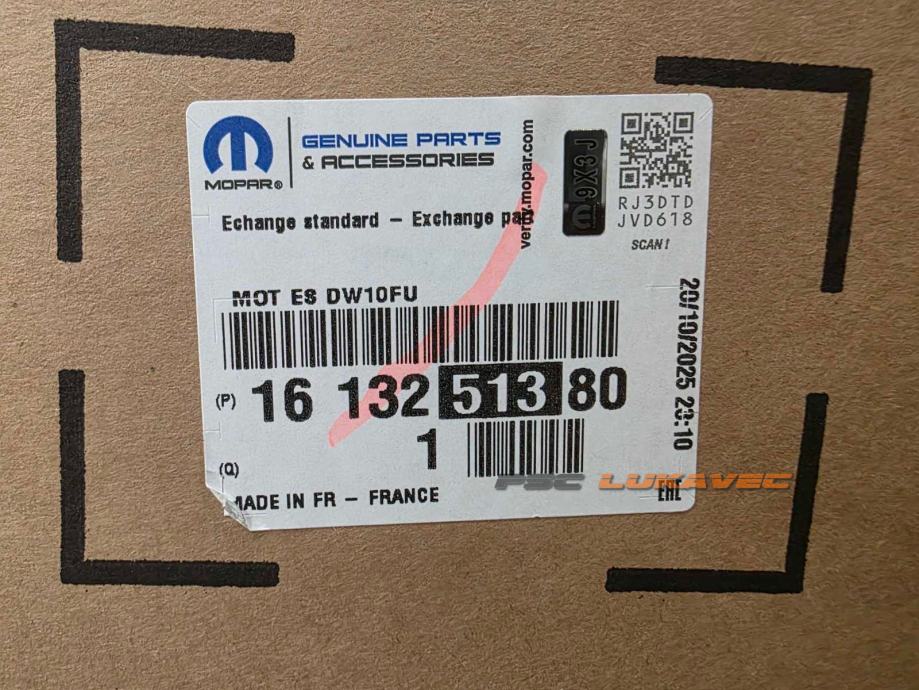 MOPAR®
GENUINE PARTS
& ACCESSORIES
verify.mopar.com
9X3J
RJ3DTD
JVD618
SCAN!
Echange standard – Exchange part
MOT ES DW10FU
20/10/2025 23:10
(P) 16 132 513 80
(Q) 1
PSC LUKAVEC
MADE IN FR – FRANCE
EAC